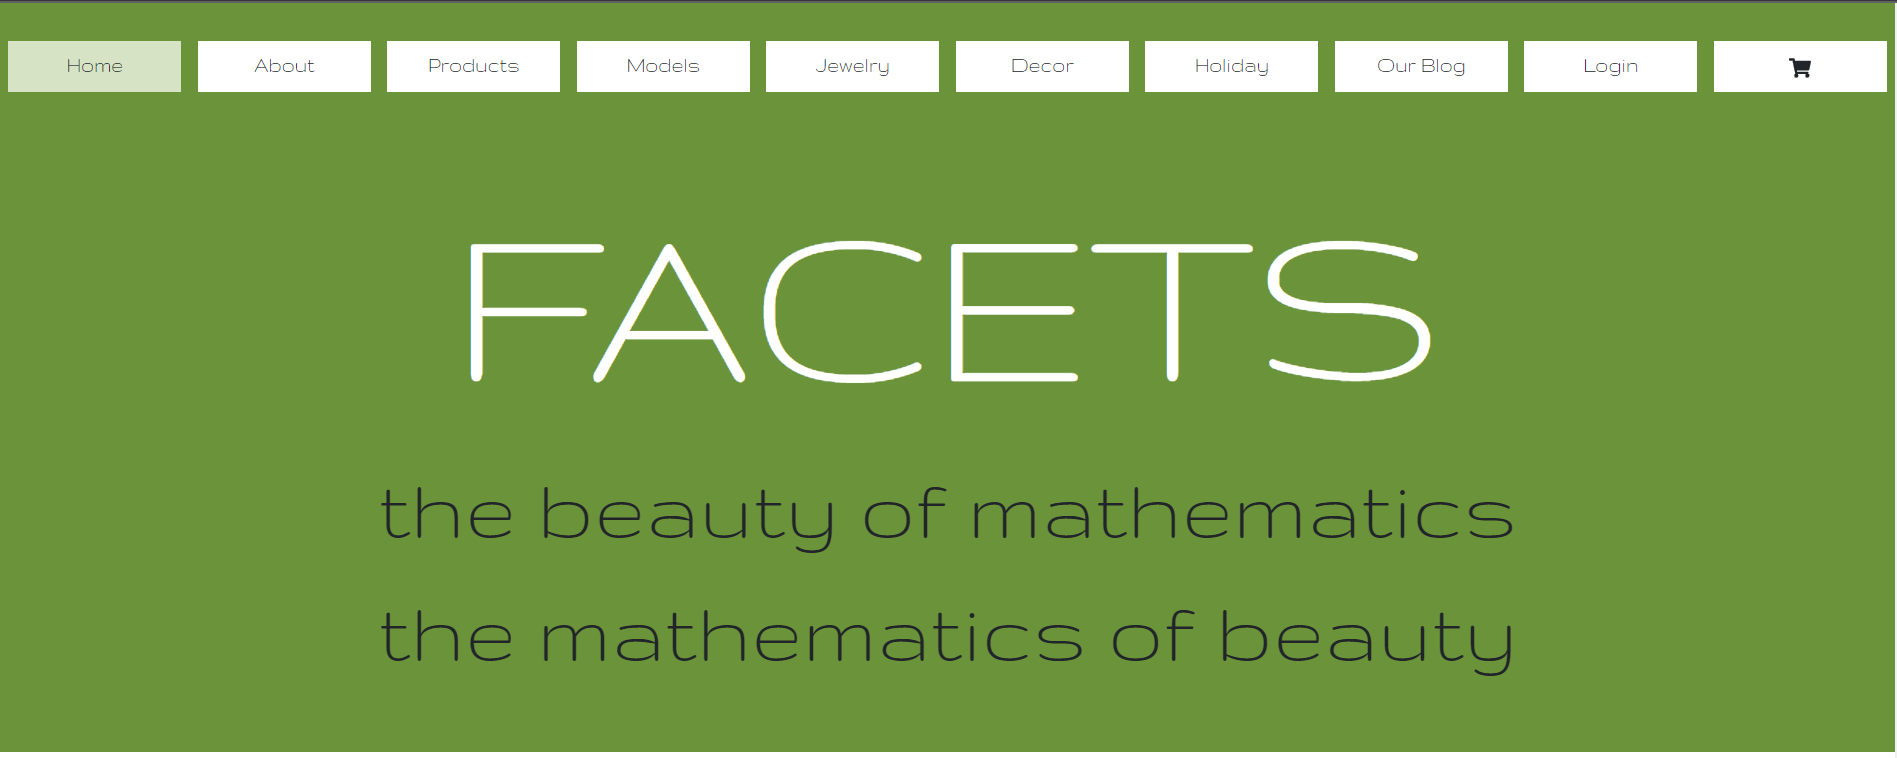 Home About Products Models Jewelry Decor Holiday Our Blog Login
FACETS
the beauty of mathematics
the mathematics of beauty